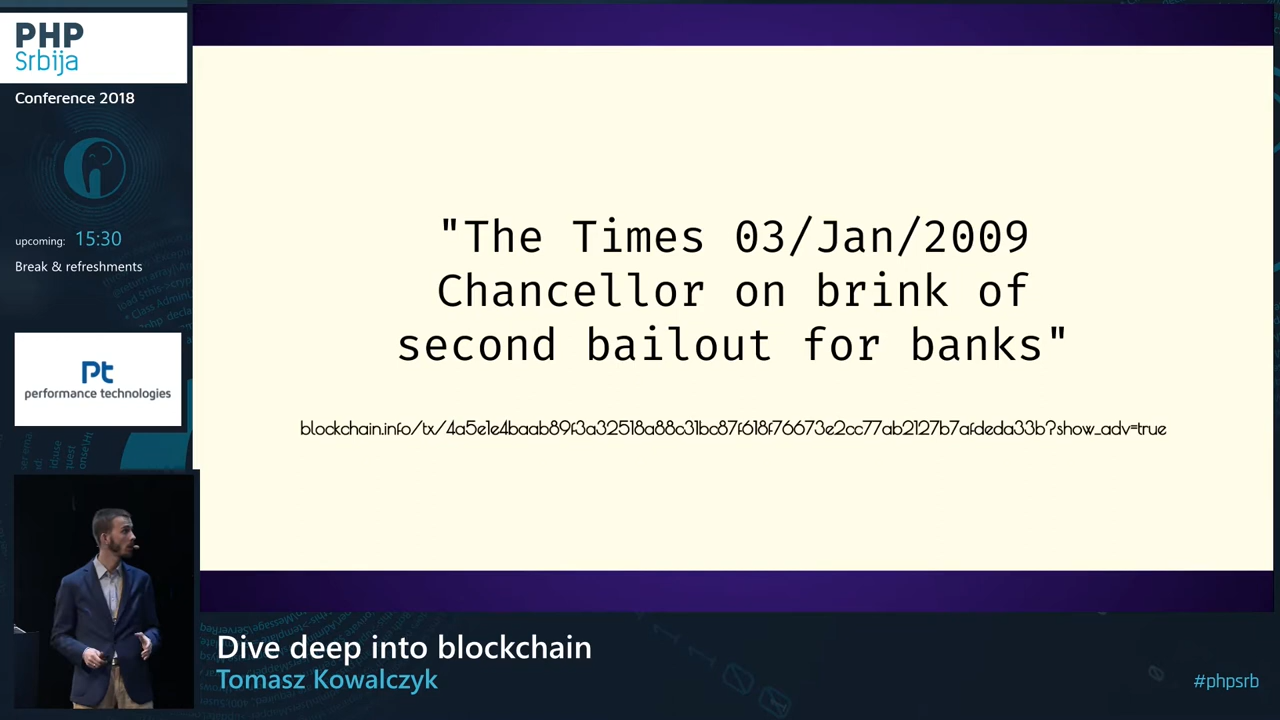 PHP
Srbija
Conference 2018
upcoming: 15:30
Break & refreshments
Pt
performance technologies
"The Times 03/Jan/2009
Chancellor on brink of
second bailout for banks"
blockchain.info/tx/4a5e1e4baab89f3a32518a88c31bc87f618f76673e2cc77ab2127b7afdeda33b?show_adv=true
Dive deep into blockchain
Tomasz Kowalczyk
#phpsrb